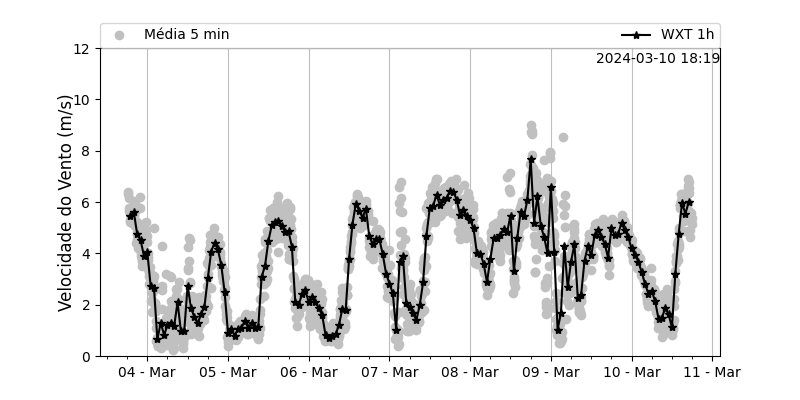 Média 5 min
WXT 1h
2024-03-10 18:19
Velocidade do Vento (m/s)
12
10
8
6
4
2
0
04 - Mar
05 - Mar
06 - Mar
07 - Mar
08 - Mar
09 - Mar
10 - Mar
11 - Mar